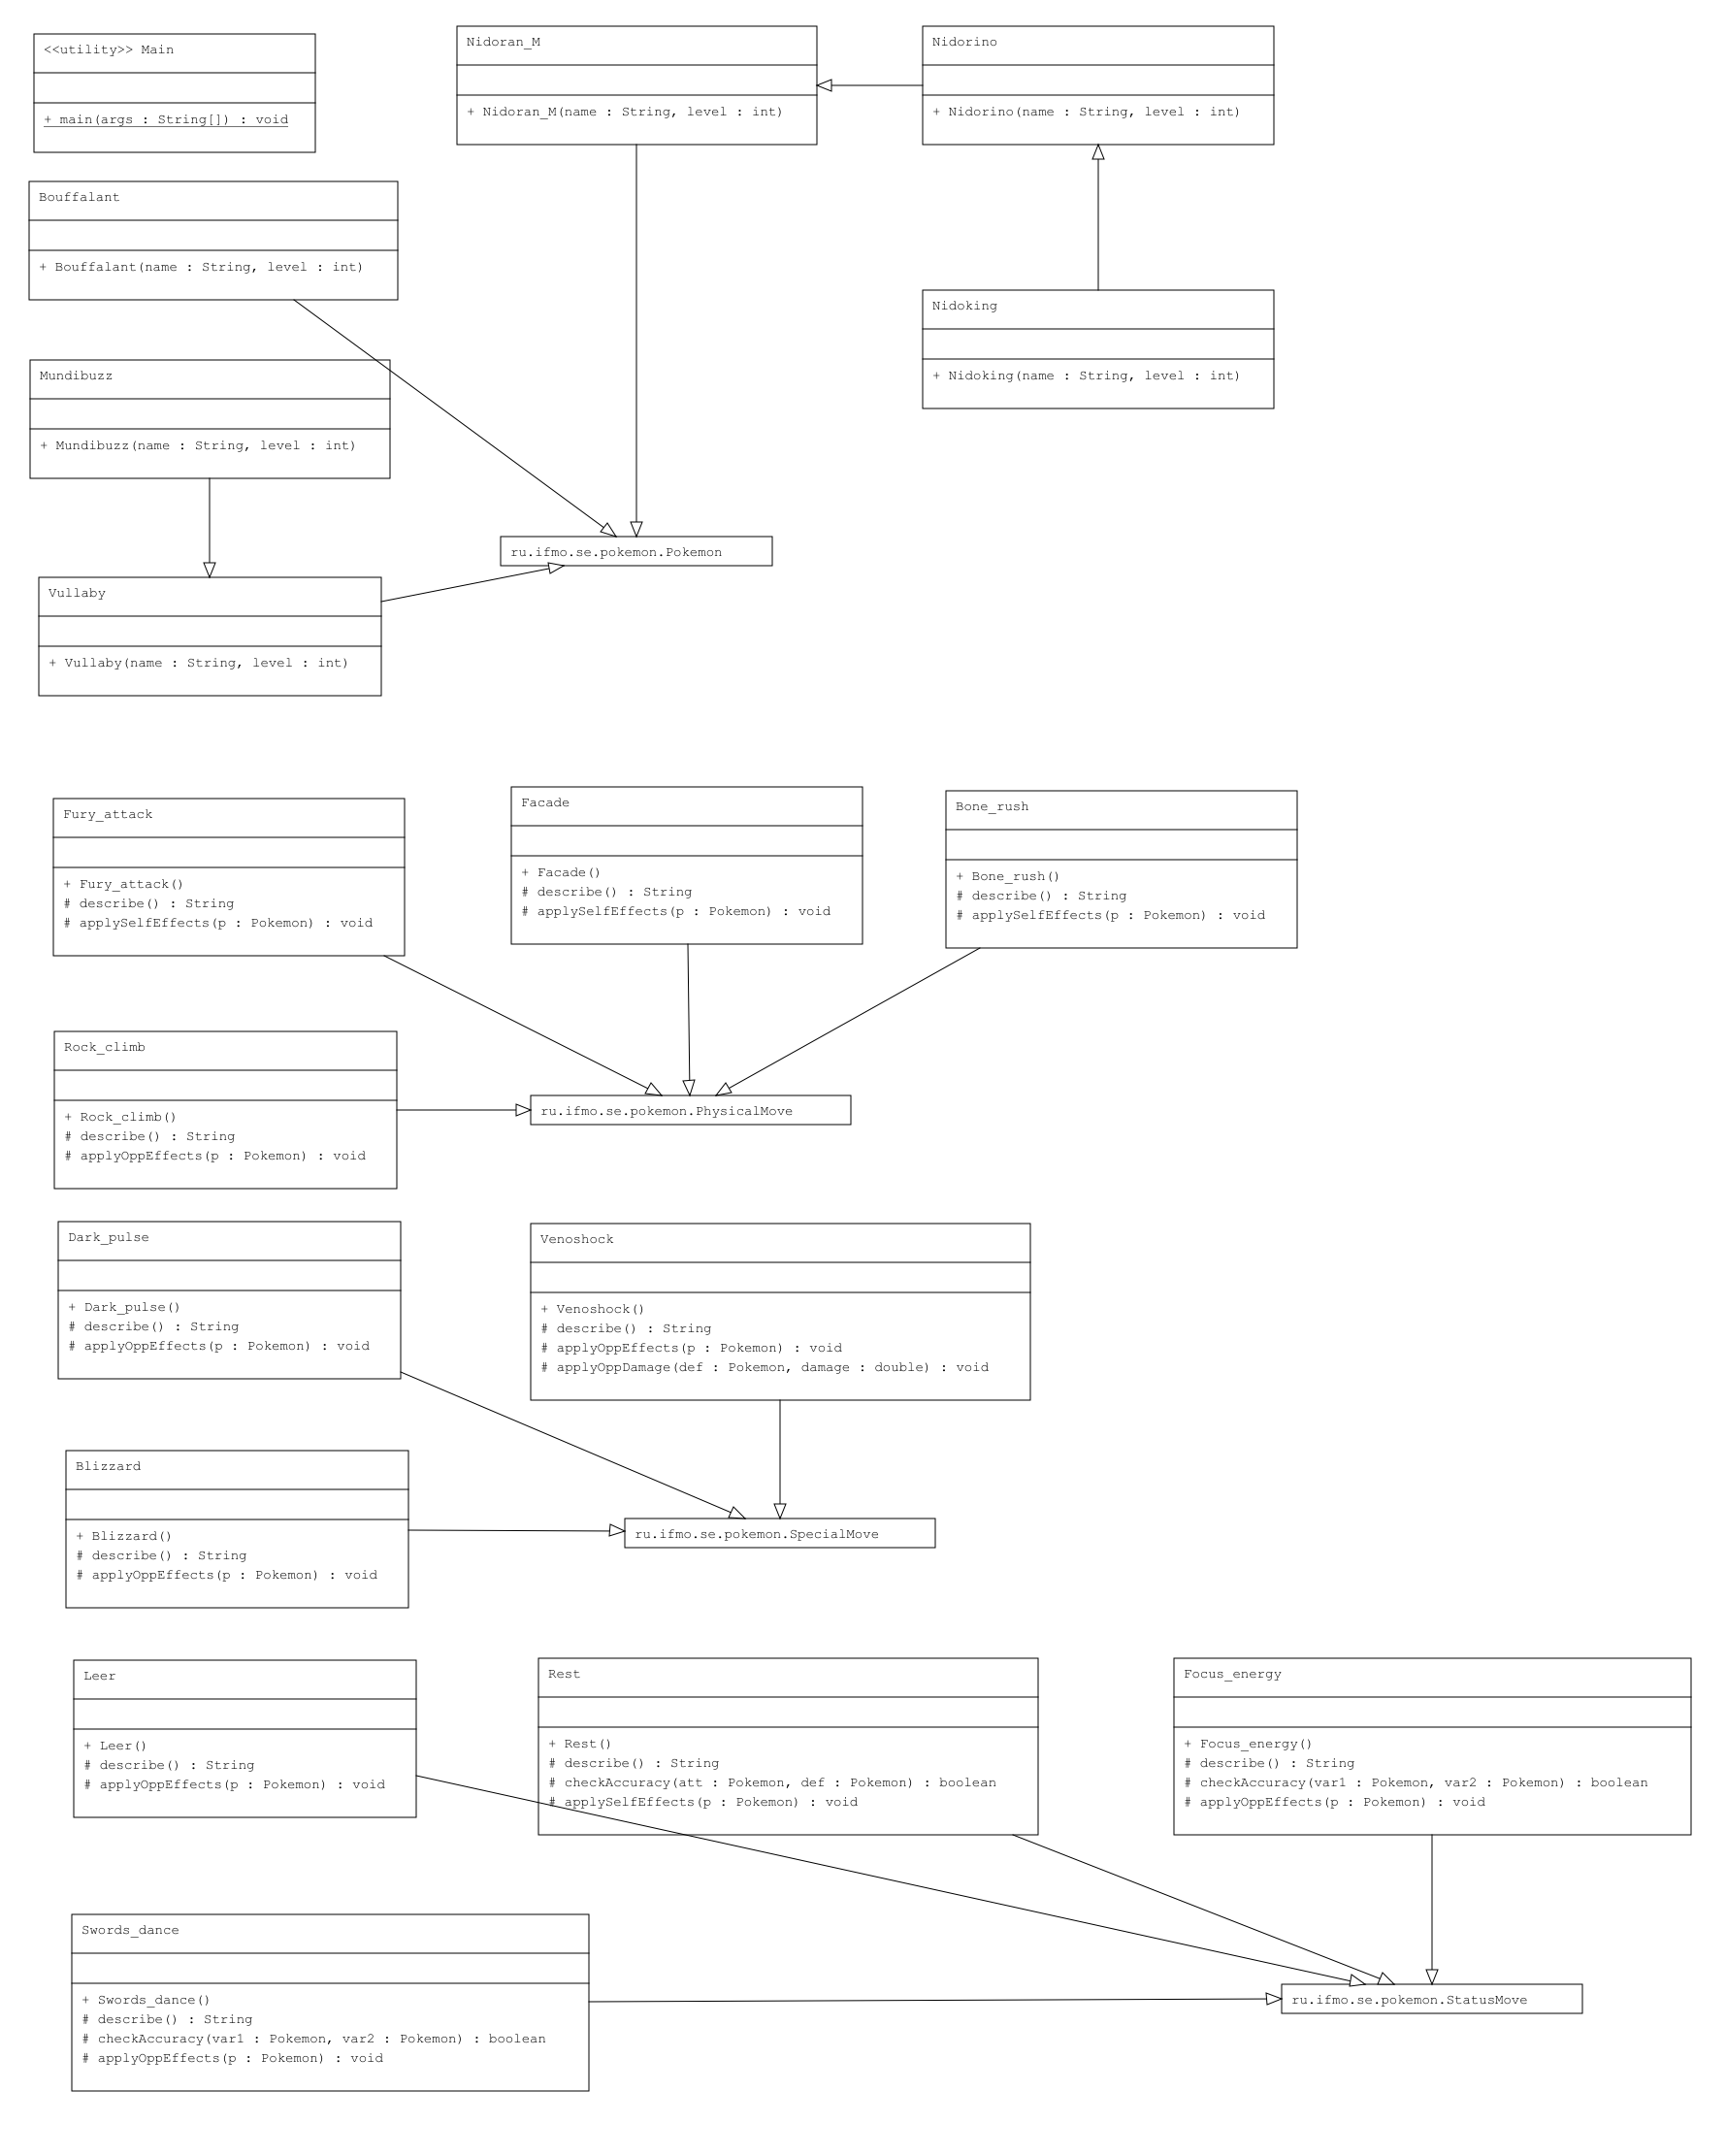 <<utility>> Main
+ main(args : String[]) : void
Nidoran_M
+ Nidoran_M(name : String, level : int)
Nidorino
+ Nidorino(name : String, level : int)
Bouffalant
+ Bouffalant(name : String, level : int)
Nidoking
+ Nidoking(name : String, level : int)
Mundibuzz
+ Mundibuzz(name : String, level : int)
ru.ifmo.se.pokemon.Pokemon
Vullaby
+ Vullaby(name : String, level : int)
Fury_attack
+ Fury_attack()
# describe() : String
# applySelfEffects(p : Pokemon) : void
Facade
+ Facade()
# describe() : String
# applySelfEffects(p : Pokemon) : void
Bone_rush
+ Bone_rush()
# describe() : String
# applySelfEffects(p : Pokemon) : void
Rock_climb
+ Rock_climb()
# describe() : String
# applyOppEffects(p : Pokemon) : void
ru.ifmo.se.pokemon.PhysicalMove
Dark_pulse
+ Dark_pulse()
# describe() : String
# applyOppEffects(p : Pokemon) : void
Venoshock
+ Venoshock()
# describe() : String
# applyOppEffects(p : Pokemon) : void
# applyOppDamage(def : Pokemon, damage : double) : void
Blizzard
+ Blizzard()
# describe() : String
# applyOppEffects(p : Pokemon) : void
ru.ifmo.se.pokemon.SpecialMove
Leer
+ Leer()
# describe() : String
# applyOppEffects(p : Pokemon) : void
Rest
+ Rest()
# describe() : String
# checkAccuracy(att : Pokemon, def : Pokemon) : boolean
# applySelfEffects(p : Pokemon) : void
Focus_energy
+ Focus_energy()
# describe() : String
# checkAccuracy(var1 : Pokemon, var2 : Pokemon) : boolean
# applyOppEffects(p : Pokemon) : void
Swords_dance
+ Swords_dance()
# describe() : String
# checkAccuracy(var1 : Pokemon, var2 : Pokemon) : boolean
# applyOppEffects(p : Pokemon) : void
ru.ifmo.se.pokemon.StatusMove